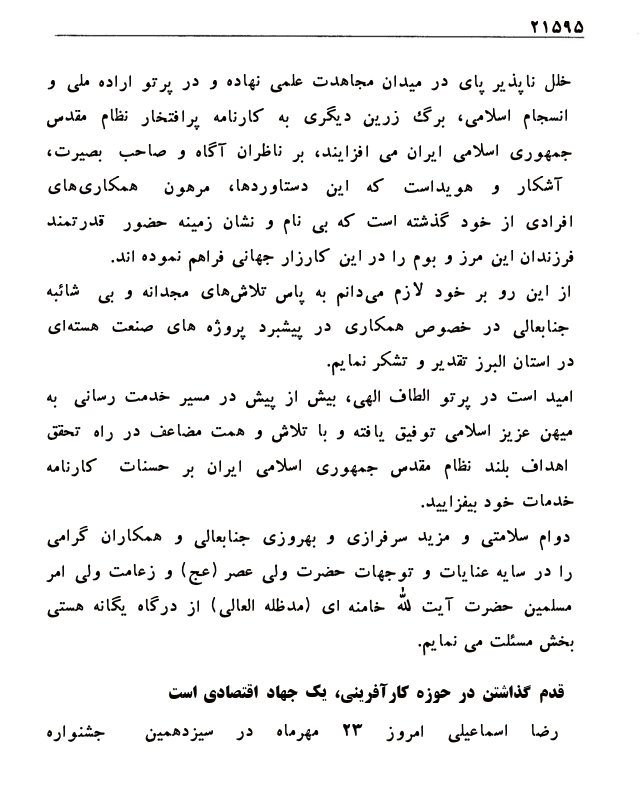 ۲۱۵۹۵
خلل ناپذیر پای در میدان مجاهدت علمی نهاده و در پرتو اراده ملی و
انسجام اسلامی، برگ زرین دیگری به کارنامه پرافتخار نظام مقدس
جمهوری اسلامی ایران می افزایند، بر ناظران آگاه و صاحب بصیرت،
آشکار و هویداست که این دستاوردها، مرهون همکاری‌های
افرادی از خود گذشته است که بی نام و نشان زمینه حضور قدرتمند
فرزندان این مرز و بوم را در این کارزار جهانی فراهم نموده اند.
از این رو بر خود لازم می‌دانم به پاس تلاش‌های مجدانه و بی شائبه
جنابعالی در خصوص همکاری در پیشبرد پروژه های صنعت هسته‌ای
در استان البرز تقدیر و تشکر نمایم.
امید است در پرتو الطاف الهی، بیش از پیش در مسیر خدمت رسانی به
میهن عزیز اسلامی توفیق یافته و با تلاش و همت مضاعف در راه تحقق
اهداف بلند نظام مقدس جمهوری اسلامی ایران بر حسنات کارنامه
خدمات خود بیفزایید.
دوام سلامتی و مزید سرفرازی و بهروزی جنابعالی و همکاران گرامی
را در سایه عنایات و توجهات حضرت ولی عصر (عج) و زعامت ولی امر
مسلمین حضرت آیت لله خامنه ای (مدظله العالی) از درگاه یگانه هستی
بخش مسئلت می نمایم.
قدم گذاشتن در حوزه کارآفرینی، یک جهاد اقتصادی است
رضا اسماعیلی امروز ۲۳ مهرماه در سیزدهمین جشنواره